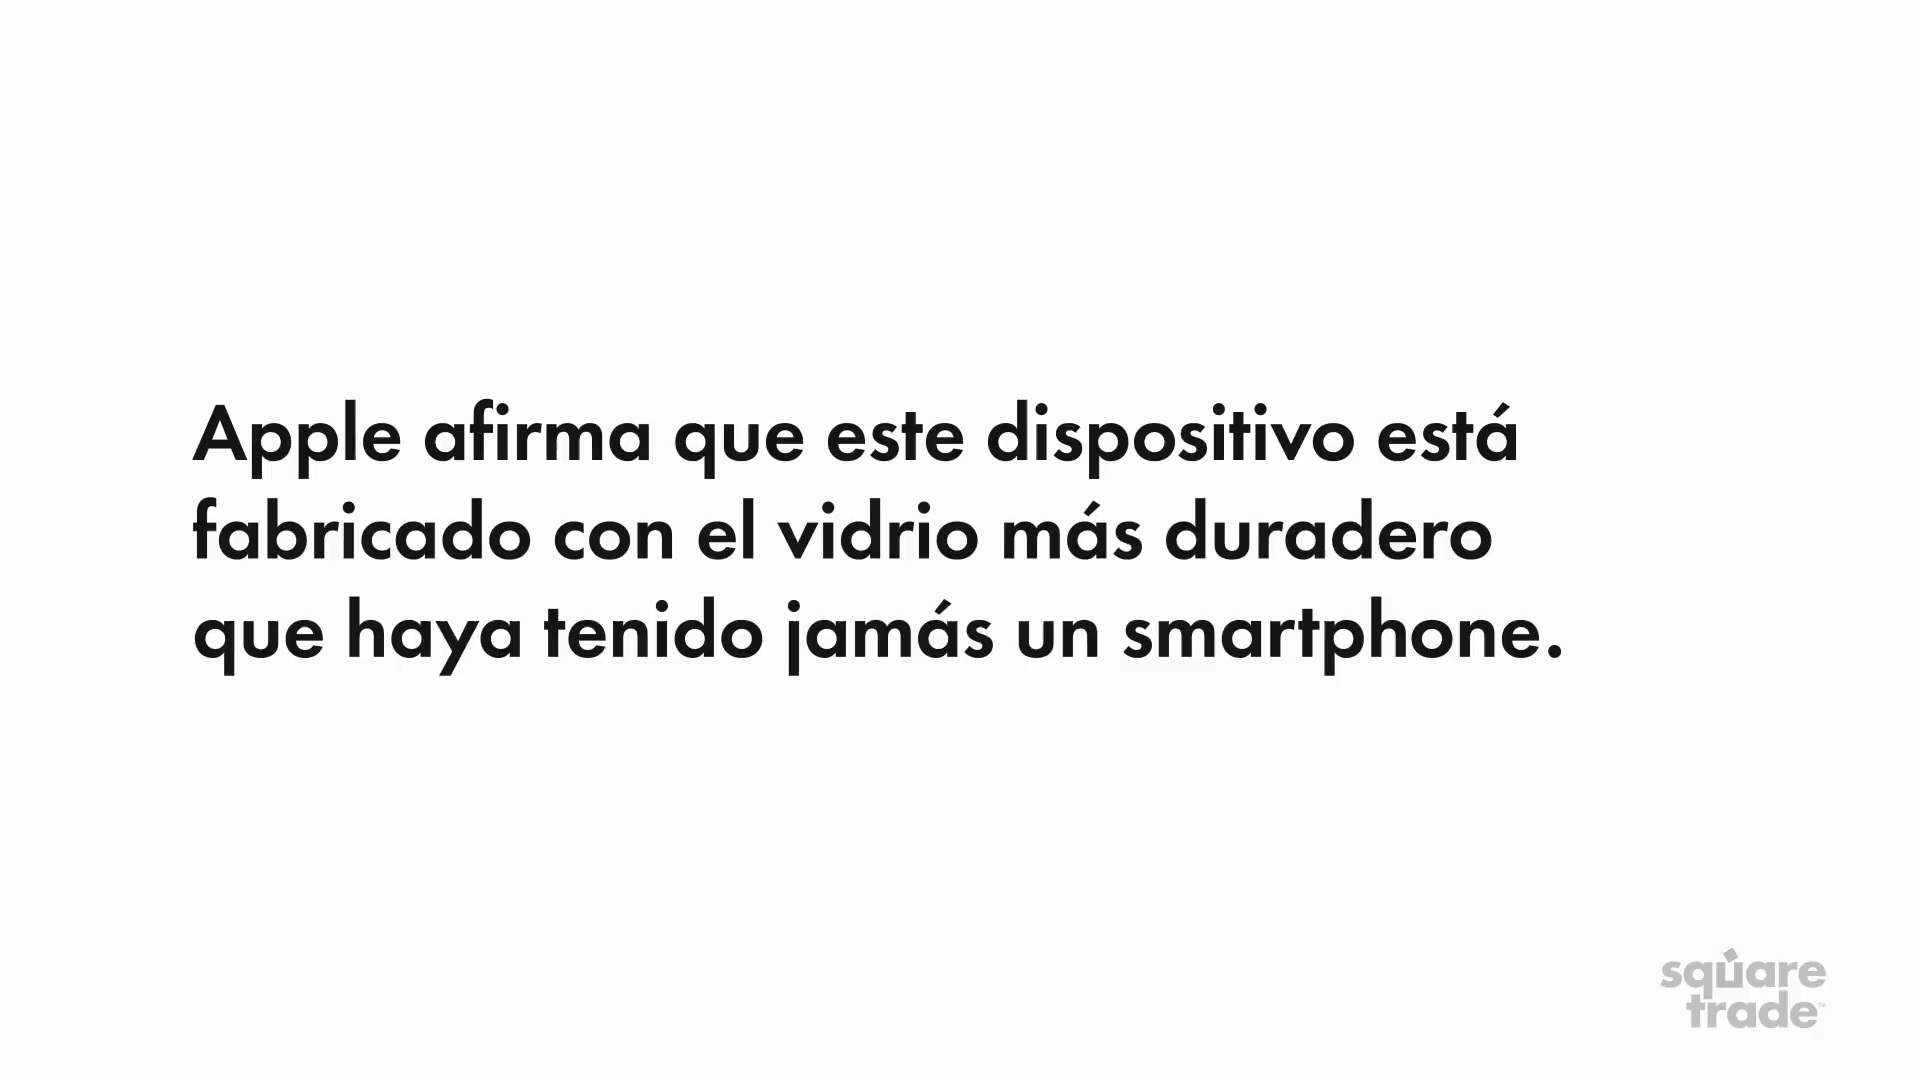 Apple afirma que este dispositivo está
fabricado con el vidrio más duradero
que haya tenido jamás un smartphone.
square
trade™